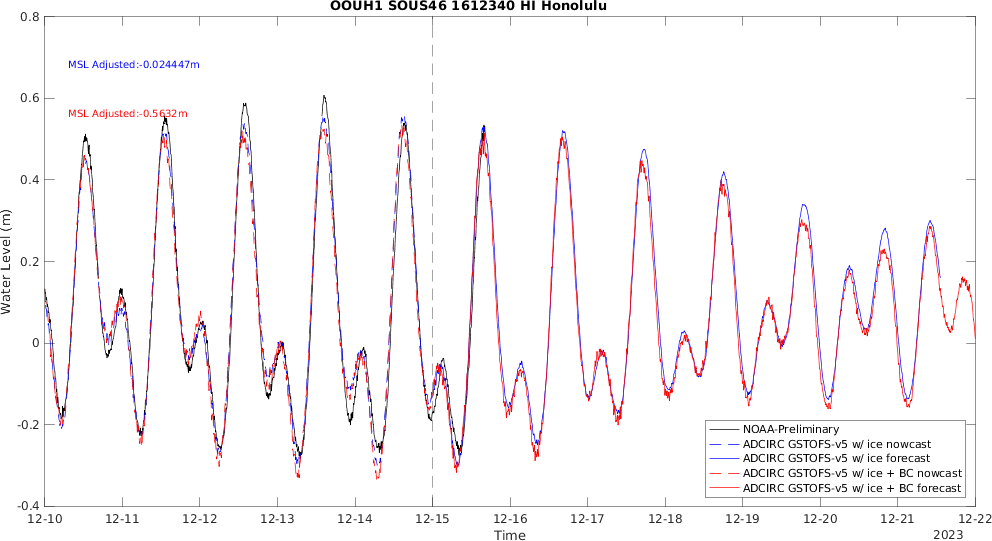 OOUH1 SOUS46 1612340 HI Honolulu
MSL Adjusted:-0.024447m
MSL Adjusted:-0.5632m
Water Level (m)
0.8
0.6
0.4
0.2
0
-0.2
-0.4
NOAA-Preliminary
ADCIRC GSTOFS-v5 w/ ice nowcast
ADCIRC GSTOFS-v5 w/ ice forecast
ADCIRC GSTOFS-v5 w/ ice + BC nowcast
ADCIRC GSTOFS-v5 w/ ice + BC forecast
12-10 12-11 12-12 12-13 12-14 12-15 12-16 12-17 12-18 12-19 12-20 12-21 12-22
Time
2023